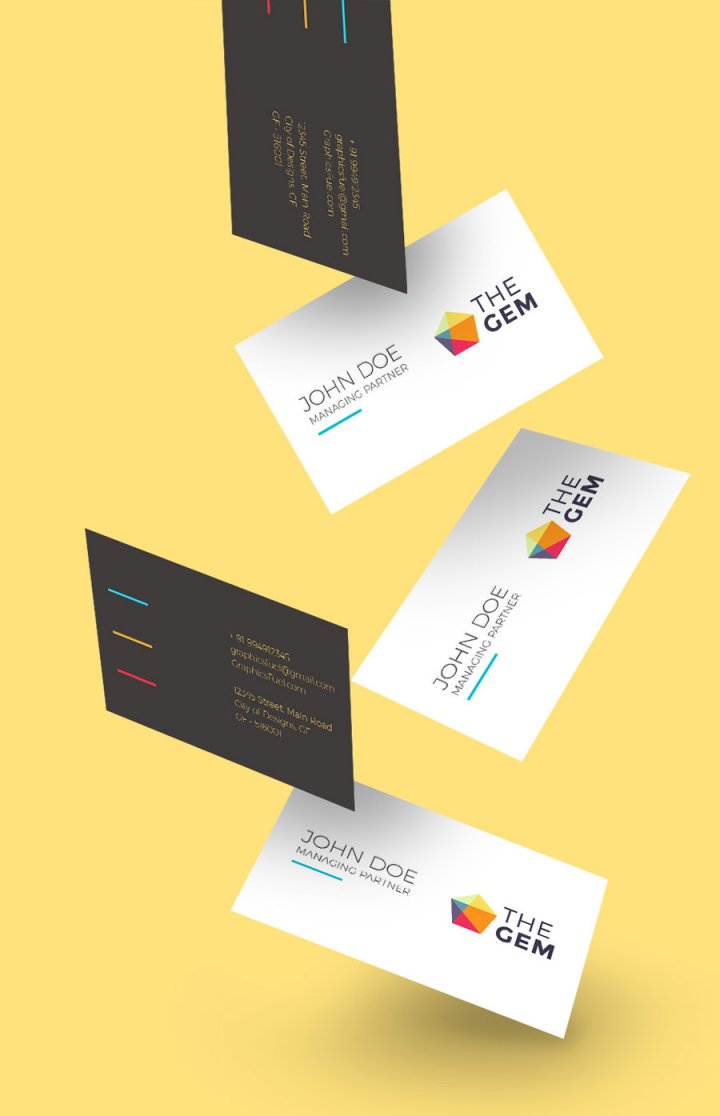 + 91 9949 2345
graphicsfuel@gmail.com
Graphicsfuel.com
12345 Street, Main Road
City of Designs, CF
CF - 516001
THE
GEM
JOHN DOE
MANAGING PARTNER
THE
GEM
JOHN DOE
MANAGING PARTNER
+ 91 994912345
graphicsfuel@gmail.com
GraphicsFuel.com
12345 Street, Main Road
City of Designs, CF
CF - 516001
JOHN DOE
MANAGING PARTNER
THE
GEM